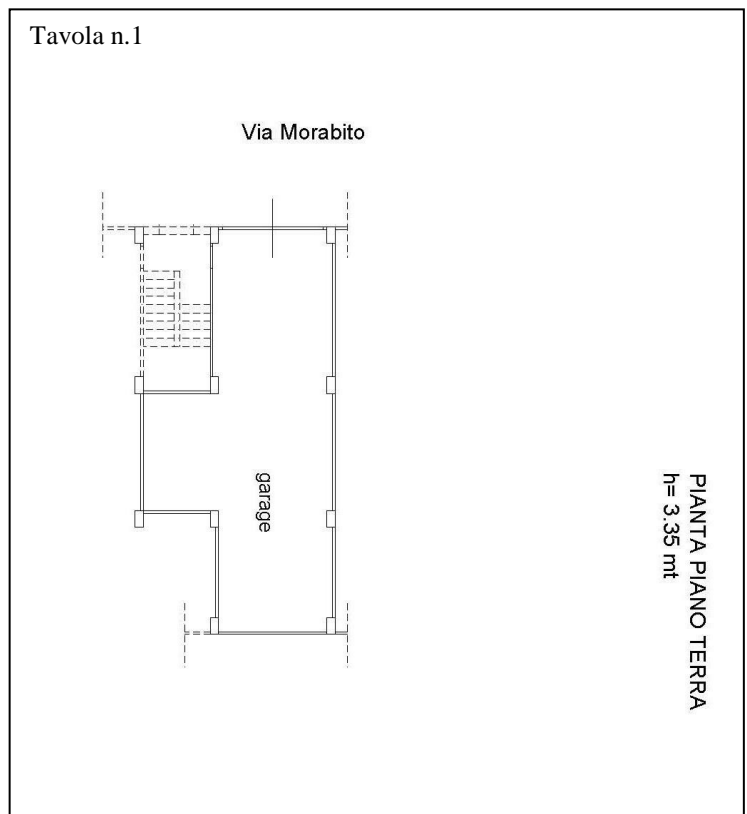 Tavola n.1
Via Morabito
garage
PIANTA PIANO TERRA
h= 3.35 mt